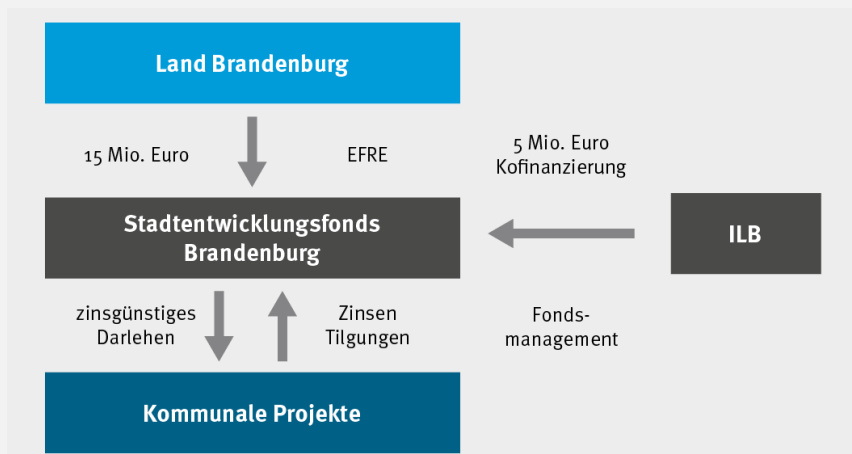 Land Brandenburg
15 Mio. Euro
EFRE
5 Mio. Euro
Kofinanzierung
Stadtentwicklungsfonds
Brandenburg
ILB
zinsgünstiges
Darlehen
Zinsen
Tilgungen
Fonds-
management
Kommunale Projekte